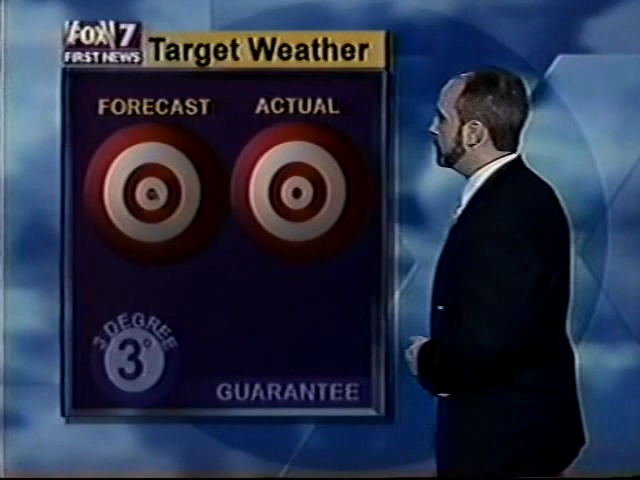 FOX 7
FIRST NEWS
Target Weather
FORECAST
ACTUAL
3 DEGREE
3°
GUARANTEE